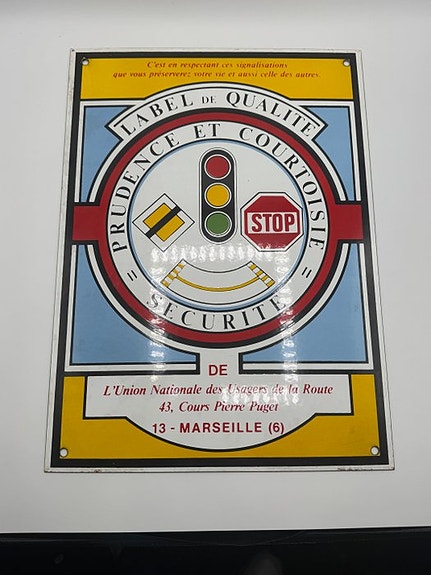 C'est en respectant ces signalisations
que vous préserverez votre vie et aussi celle des autres.
LABEL DE QUALITE
PRUDENCE ET COURTOISIE
STOP
= SECURITE =
DE
L'Union Nationale des Usagers de la Route
43, Cours Pierre Puget
13 - MARSEILLE (6)